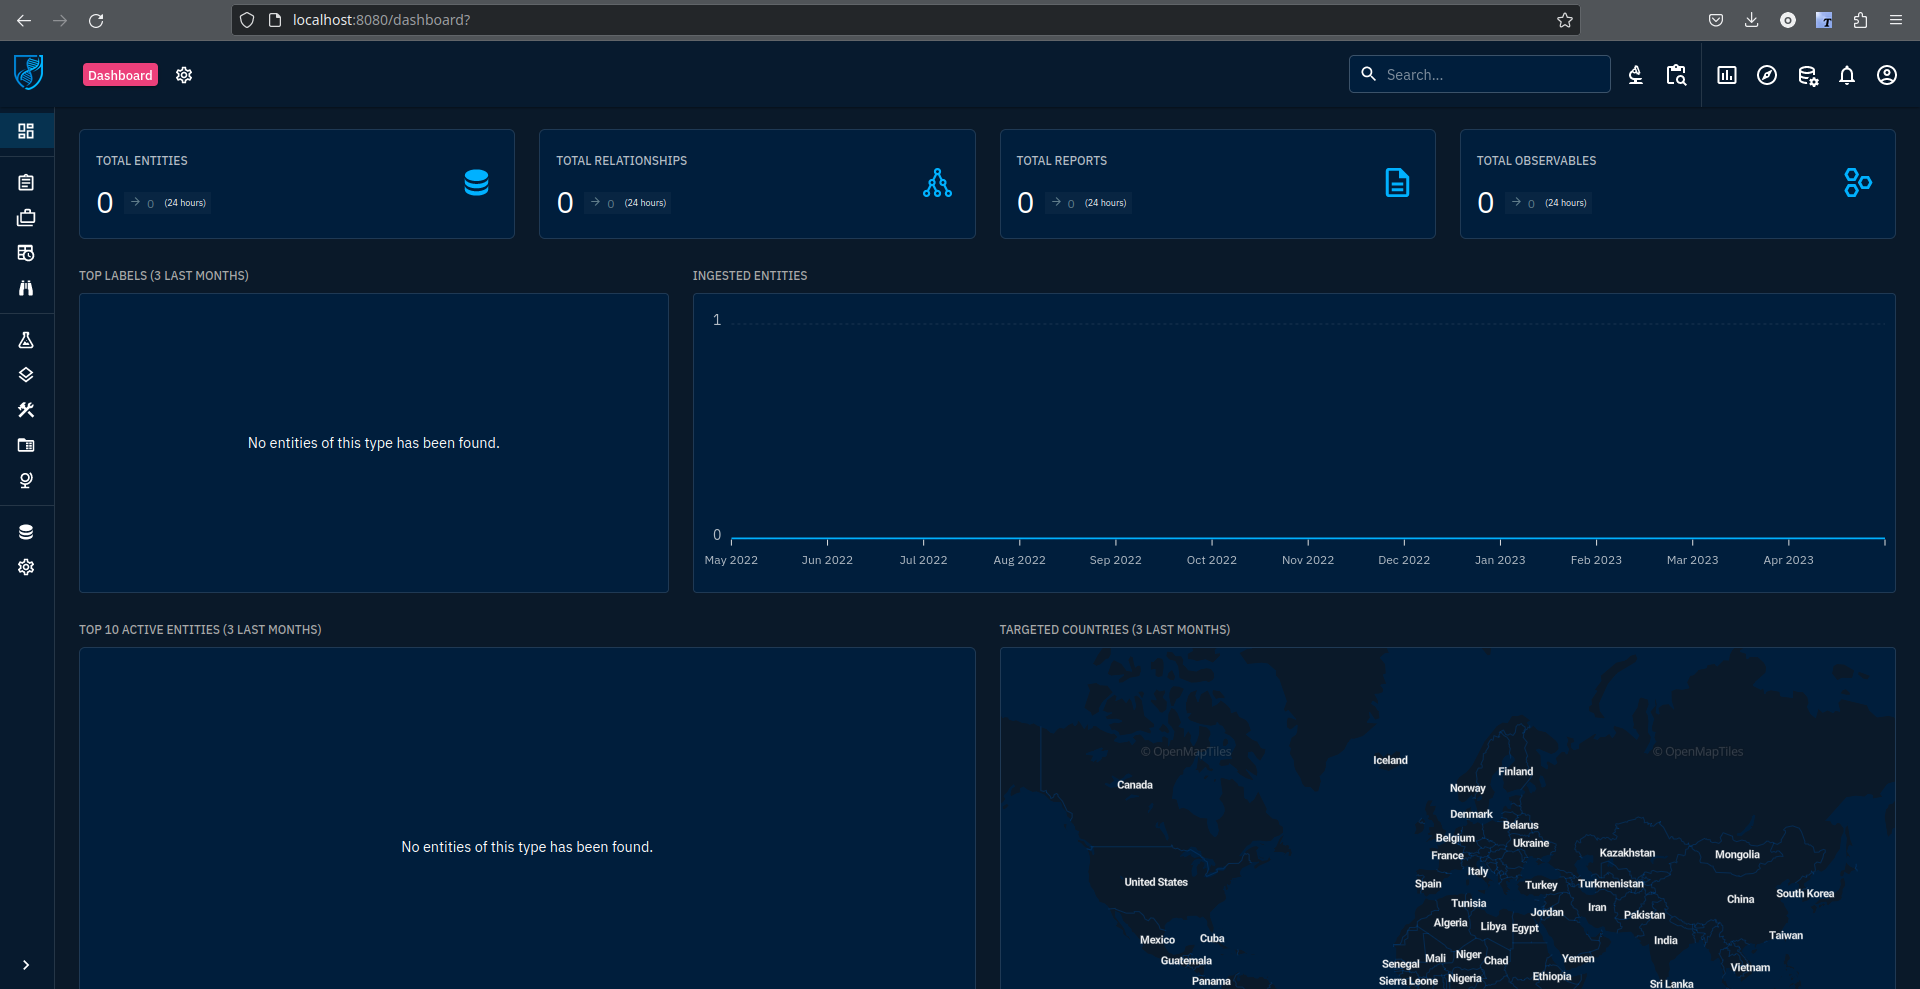 localhost:8080/dashboard?
Dashboard
Search...
TOTAL ENTITIES
0 0 (24 hours)
TOTAL RELATIONSHIPS
0 0 (24 hours)
TOTAL REPORTS
0 0 (24 hours)
TOTAL OBSERVABLES
0 0 (24 hours)
TOP LABELS (3 LAST MONTHS)
No entities of this type has been found.
INGESTED ENTITIES
1
0
May 2022 Jun 2022 Jul 2022 Aug 2022 Sep 2022 Oct 2022 Nov 2022 Dec 2022 Jan 2023 Feb 2023 Mar 2023 Apr 2023
TOP 10 ACTIVE ENTITIES (3 LAST MONTHS)
No entities of this type has been found.
TARGETED COUNTRIES (3 LAST MONTHS)
© OpenMapTiles © OpenMapTiles
Iceland
Finland
Canada
Norway
Denmark
Belarus
Belgium
Ukraine
France
Kazakhstan
Mongolia
Italy
United States
Spain
Turkey
Turkmenistan
South Korea
China
Tunisia
Iran
Jordan
Pakistan
Algeria
Libya
Egypt
Taiwan
Mexico
Cuba
India
Niger
Mali
Yemen
Guatemala
Chad
Senegal
Vietnam
Ethiopia
Nigeria
Panama
Sierra Leone
Sri Lanka